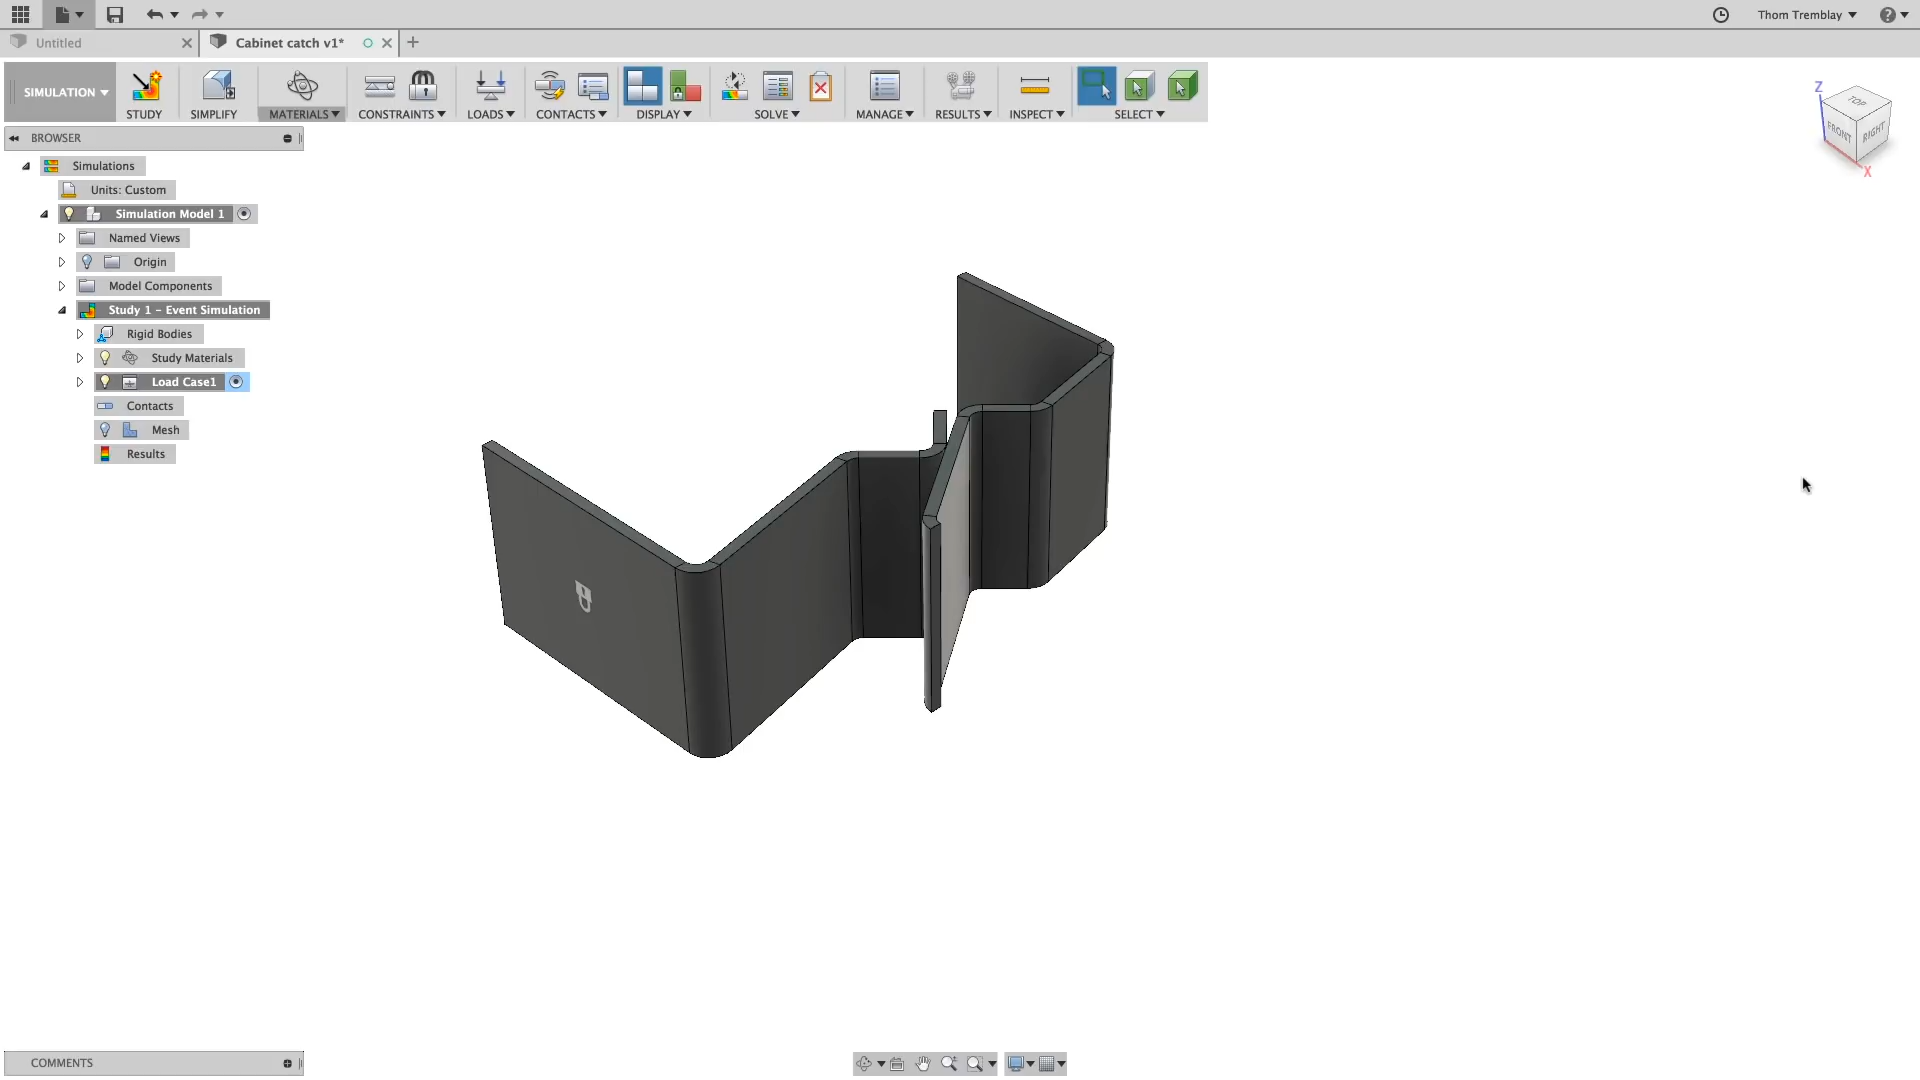 Thom Tremblay
Untitled
Cabinet catch v1*
SIMULATION
STUDY
SIMPLIFY
MATERIALS
CONSTRAINTS
LOADS
CONTACTS
DISPLAY
SOLVE
MANAGE
RESULTS
INSPECT
SELECT
BROWSER
Simulations
Units: Custom
Simulation Model 1
Named Views
Origin
Model Components
Study 1 - Event Simulation
Rigid Bodies
Study Materials
Load Case1
Contacts
Mesh
Results
Z
TOP
FRONT
RIGHT
X
COMMENTS